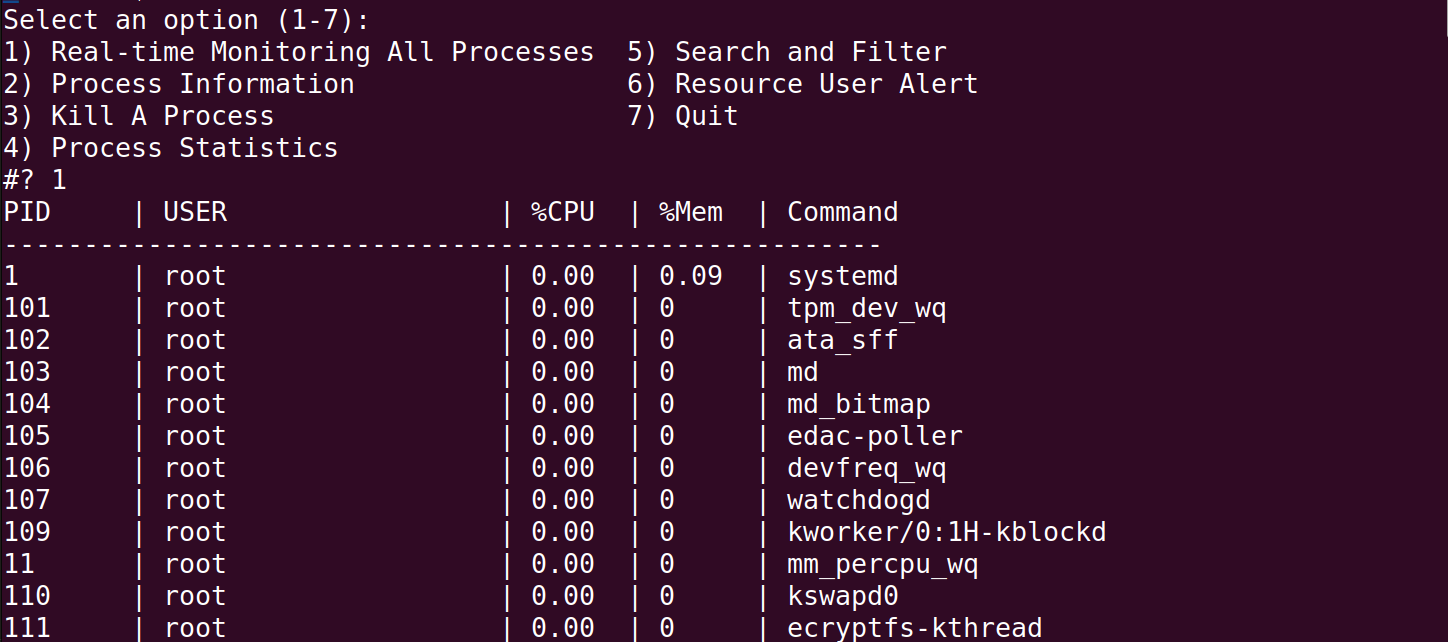 Select an option (1-7):
1) Real-time Monitoring All Processes  5) Search and Filter
2) Process Information                 6) Resource User Alert
3) Kill A Process                      7) Quit
4) Process Statistics
#? 1
PID     | USER                 | %CPU  | %Mem  | Command
-------------------------------------------------------
1       | root                 | 0.00  | 0.09  | systemd
101     | root                 | 0.00  | 0     | tpm_dev_wq
102     | root                 | 0.00  | 0     | ata_sff
103     | root                 | 0.00  | 0     | md
104     | root                 | 0.00  | 0     | md_bitmap
105     | root                 | 0.00  | 0     | edac-poller
106     | root                 | 0.00  | 0     | devfreq_wq
107     | root                 | 0.00  | 0     | watchdogd
109     | root                 | 0.00  | 0     | kworker/0:1H-kblockd
11      | root                 | 0.00  | 0     | mm_percpu_wq
110     | root                 | 0.00  | 0     | kswapd0
111     | root                 | 0.00  | 0     | ecryptfs-kthread